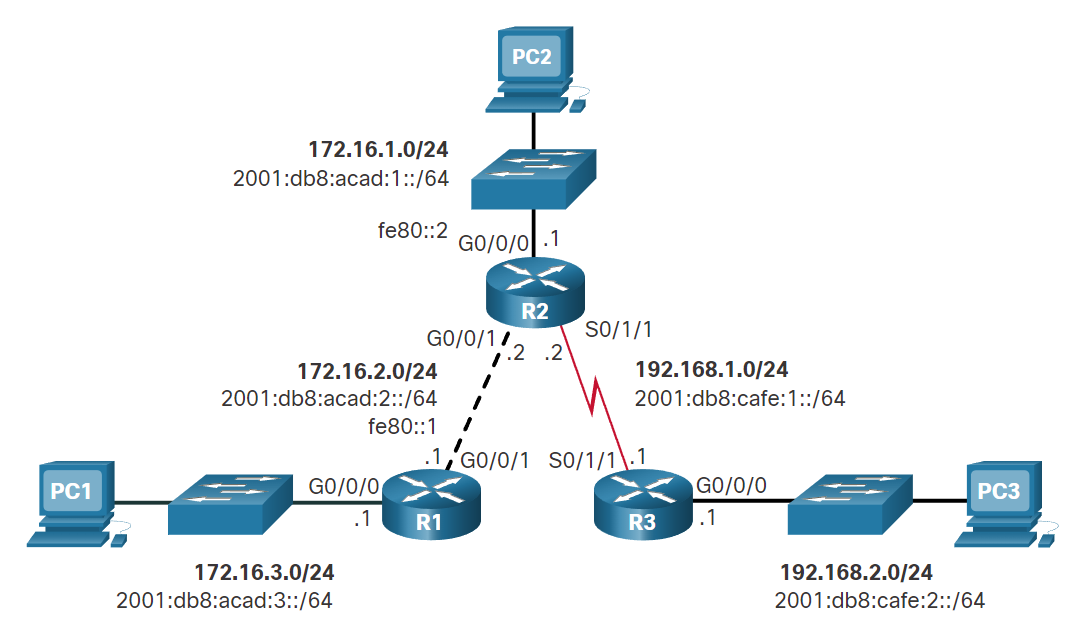 PC2
172.16.1.0/24
2001:db8:acad:1::/64
fe80::2
G0/0/0
.1
R2
G0/0/1
.2
.2
S0/1/1
172.16.2.0/24
2001:db8:acad:2::/64
fe80::1
192.168.1.0/24
2001:db8:cafe:1::/64
.1
G0/0/1
S0/1/1
.1
PC1
G0/0/0
.1
R1
R3
G0/0/0
.1
PC3
172.16.3.0/24
2001:db8:acad:3::/64
192.168.2.0/24
2001:db8:cafe:2::/64